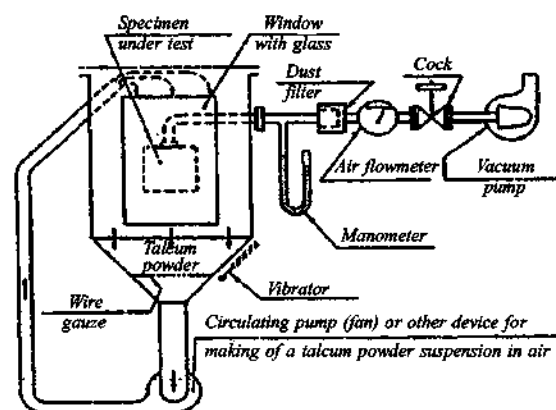 Specimen
under test
Window
with glass
Dust
filier
Cock
Air flowmeter
Vacuum
pump
Manometer
Talcum
powder
Vibrator
Wire
gauze
Circulating pump (fan) or other device for
making of a talcum powder suspension in air